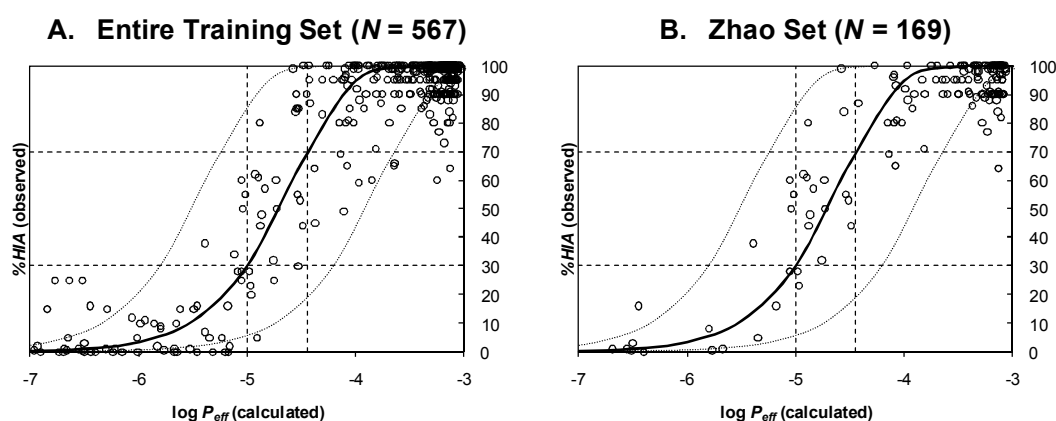 A. Entire Training Set (N = 567)
B. Zhao Set (N = 169)
100
90
80
70
60
50
40
30
20
10
0
%HIA (observed)
-7 -6 -5 -4 -3
log Peff (calculated)
100
90
80
70
60
50
40
30
20
10
0
%HIA (observed)
-7 -6 -5 -4 -3
log Peff (calculated)